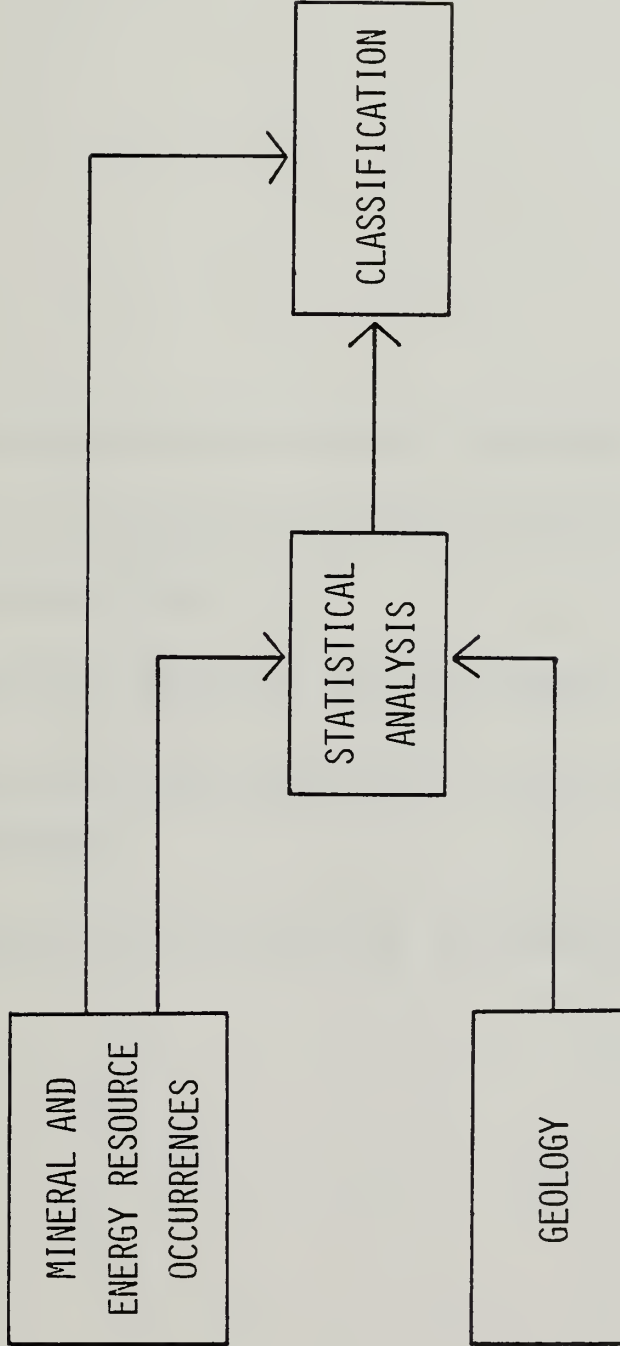 MINERAL AND
ENERGY RESOURCE
OCCURRENCES
GEOLOGY
STATISTICAL
ANALYSIS
CLASSIFICATION